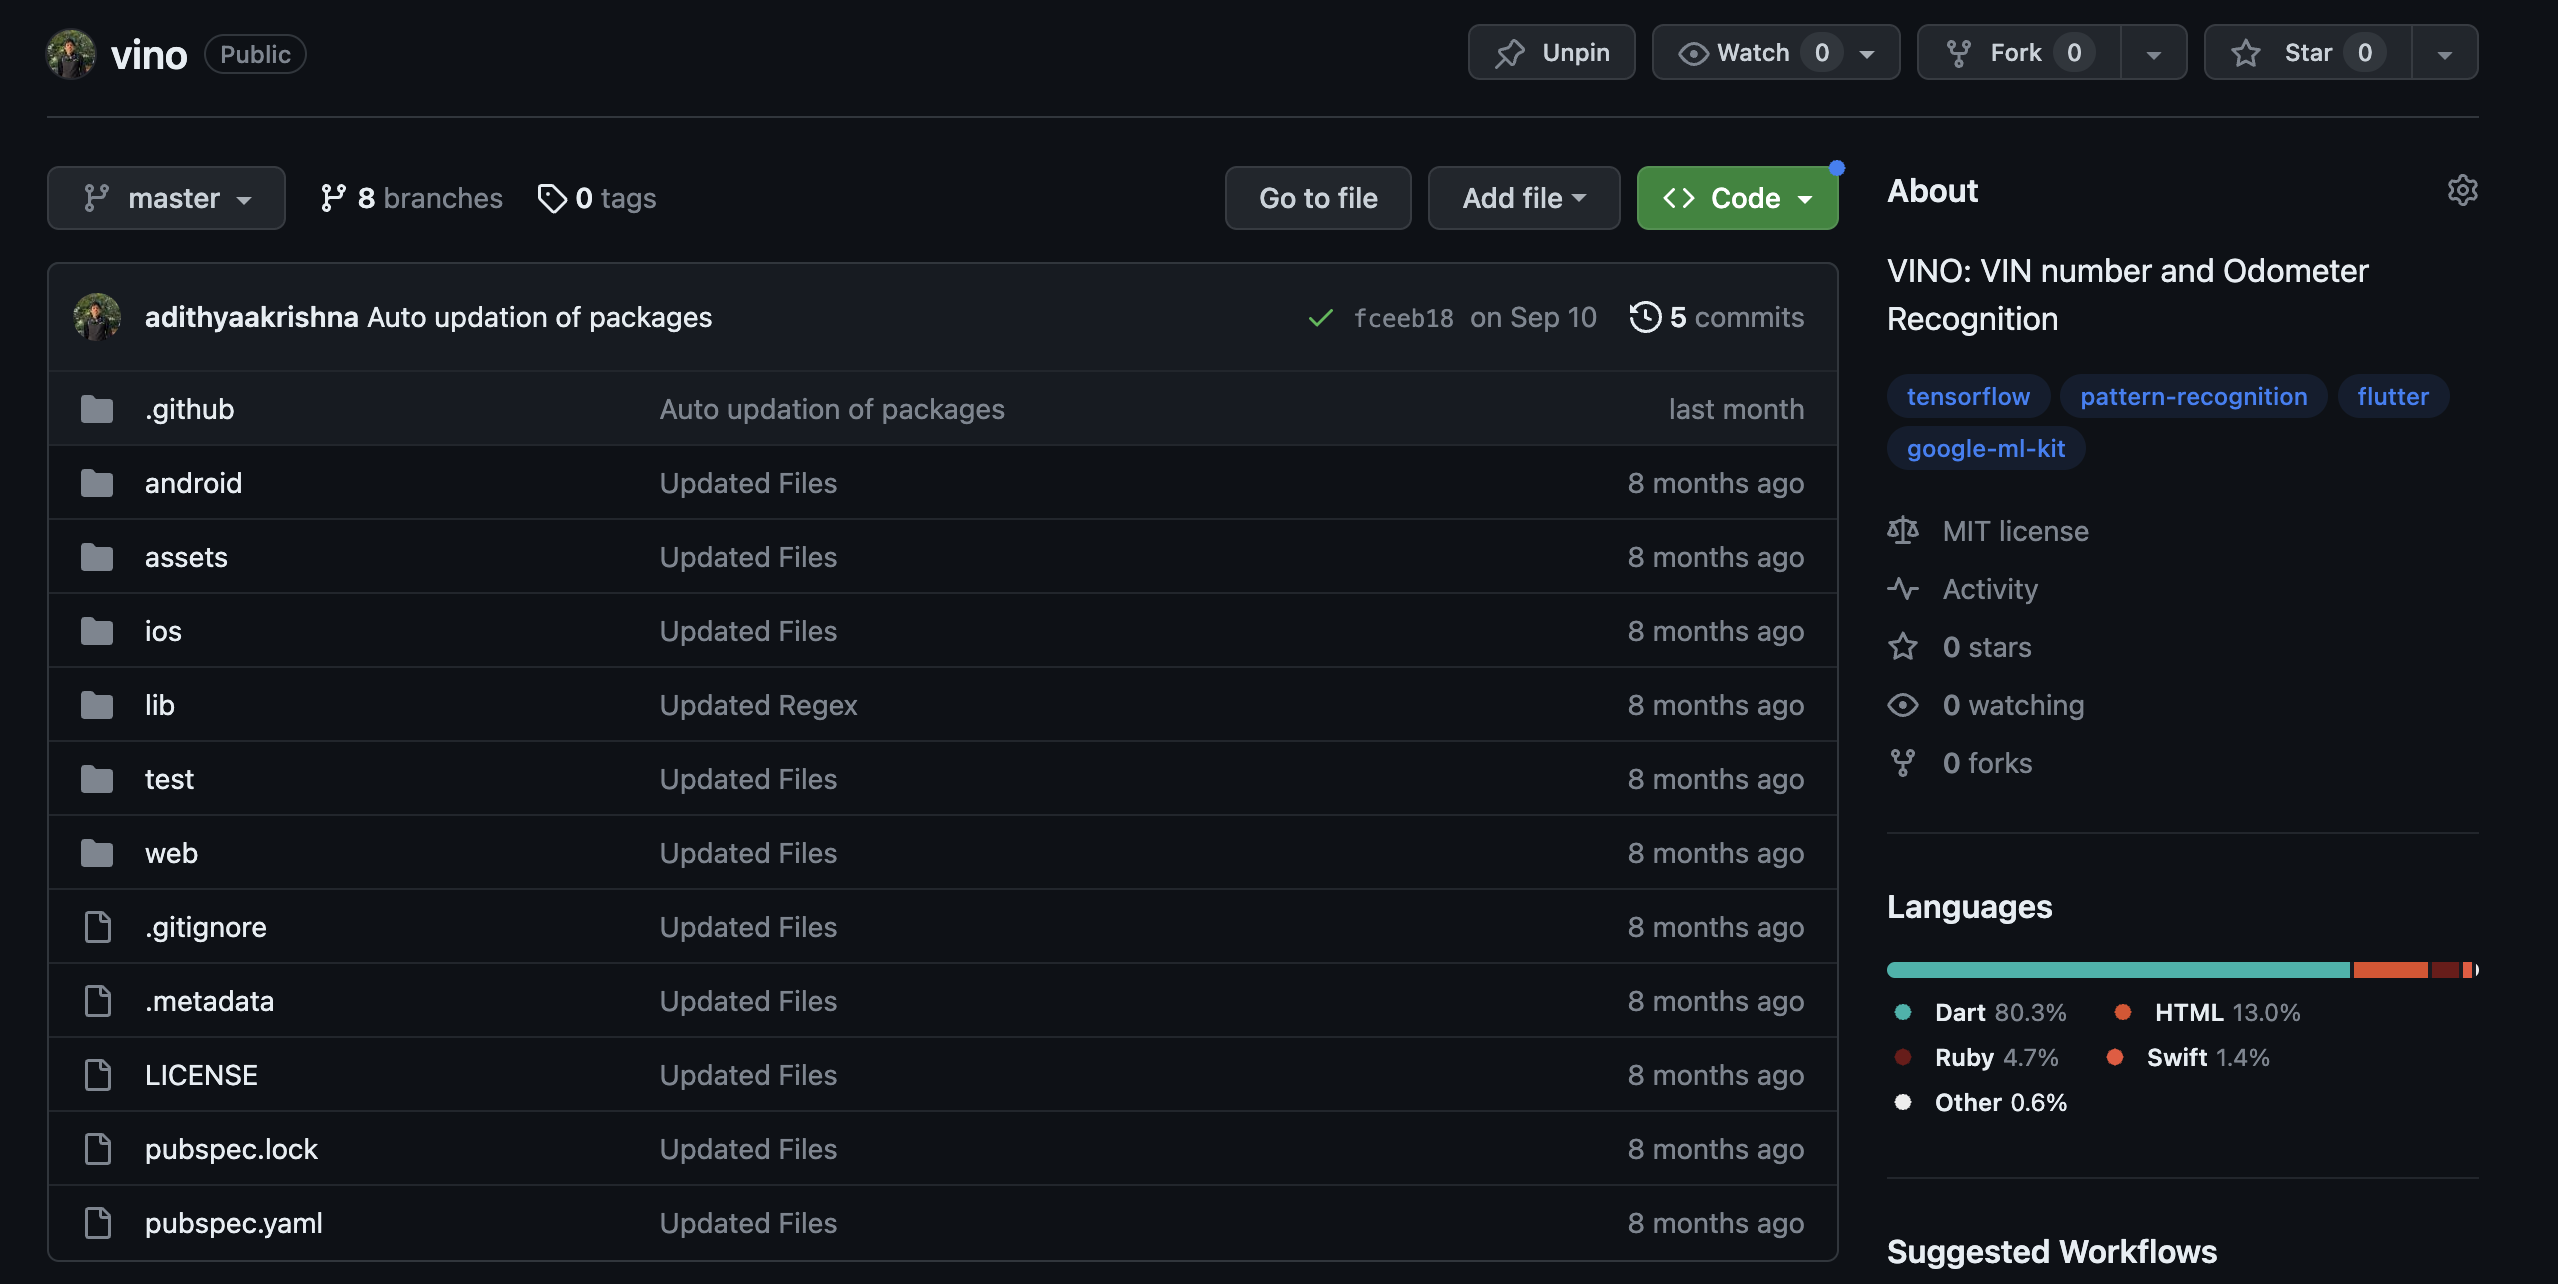 vino Public Unpin Watch 0 Fork 0 Star 0
master 8 branches 0 tags Go to file Add file Code
adithyaakrishna Auto updation of packages fceeb18 on Sep 10 5 commits
.github Auto updation of packages last month
android Updated Files 8 months ago
assets Updated Files 8 months ago
ios Updated Files 8 months ago
lib Updated Regex 8 months ago
test Updated Files 8 months ago
web Updated Files 8 months ago
.gitignore Updated Files 8 months ago
.metadata Updated Files 8 months ago
LICENSE Updated Files 8 months ago
pubspec.lock Updated Files 8 months ago
pubspec.yaml Updated Files 8 months ago
About
VINO: VIN number and Odometer
Recognition
tensorflow pattern-recognition flutter
google-ml-kit
MIT license
Activity
0 stars
0 watching
0 forks
Languages
Dart 80.3% HTML 13.0%
Ruby 4.7% Swift 1.4%
Other 0.6%
Suggested Workflows